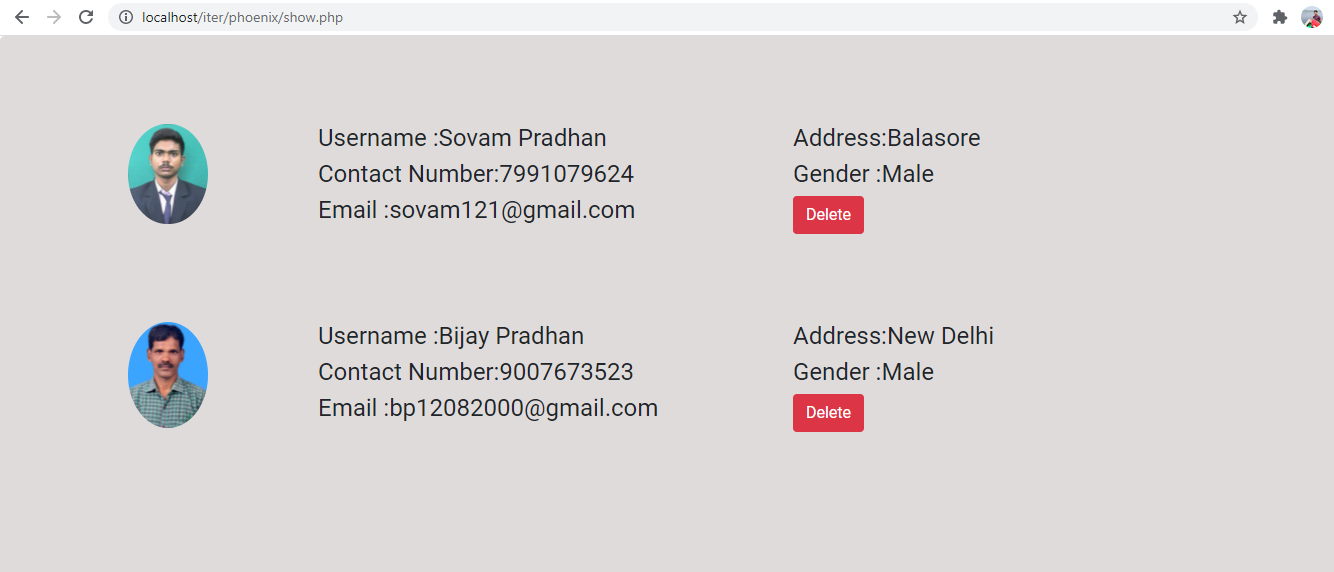 localhost/iter/phoenix/show.php
Username :Sovam Pradhan
Contact Number:7991079624
Email :sovam121@gmail.com
Address:Balasore
Gender :Male
Delete
Username :Bijay Pradhan
Contact Number:9007673523
Email :bp12082000@gmail.com
Address:New Delhi
Gender :Male
Delete